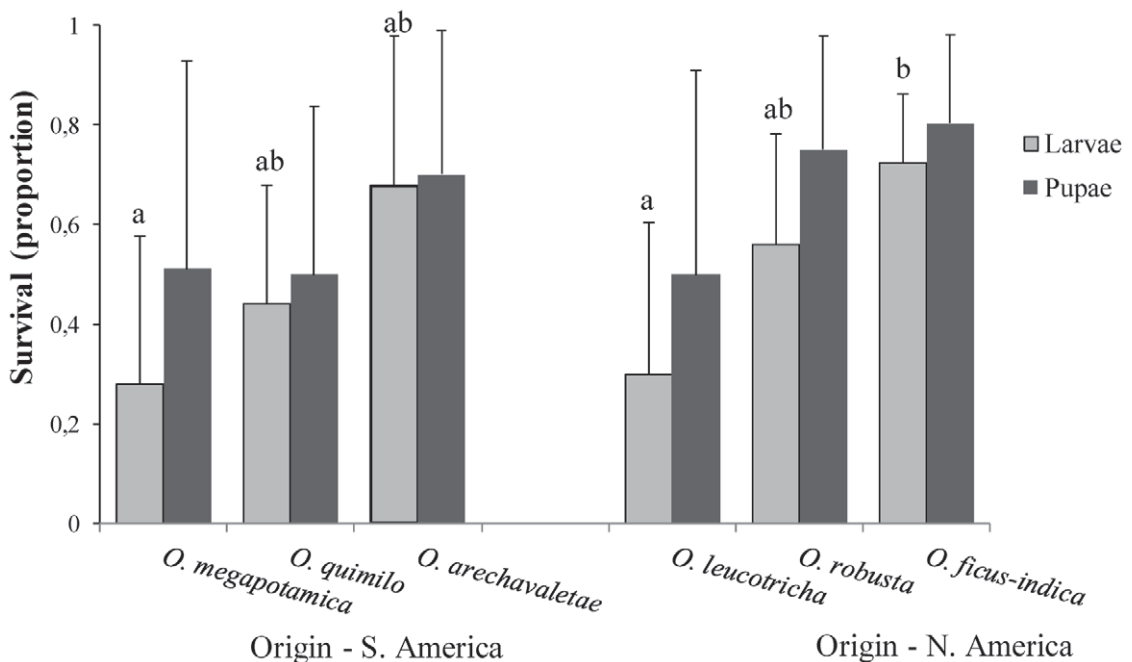 Survival (proportion)
1
0,8
0,6
0,4
0,2
0
a
ab
ab
a
ab
b
Larvae
Pupae
O. megapotamica
O. quimilo
O. arechavaletae
O. leucotricha
O. robusta
O. ficus-indica
Origin - S. America
Origin - N. America